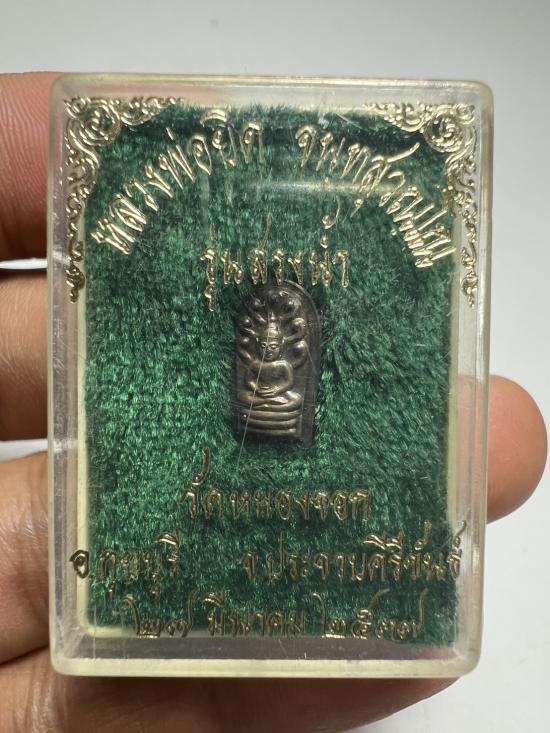 หลวงพ่อยิด จนฺทสุวณฺโณ
รุ่นสรงน้ำ
วัดหนองจอก
อ.กุยบุรี จ.ประจวบคีรีขันธ์
๒๗ มีนาคม ๒๕๓๗